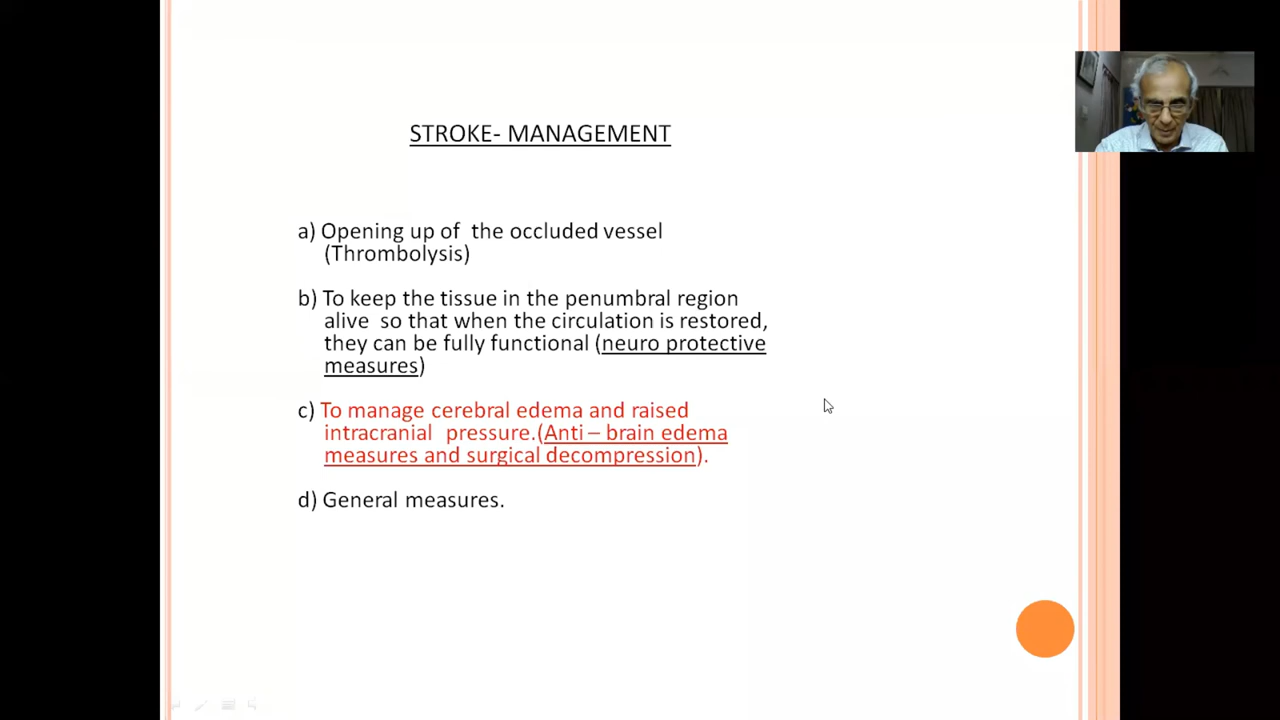 STROKE- MANAGEMENT
a) Opening up of the occluded vessel
(Thrombolysis)
b) To keep the tissue in the penumbral region
alive so that when the circulation is restored,
they can be fully functional (neuro protective
measures)
c) To manage cerebral edema and raised
intracranial pressure.(Anti – brain edema
measures and surgical decompression).
d) General measures.